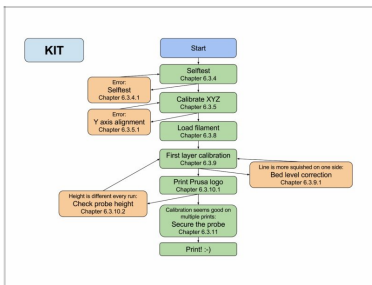 KIT
Start
Selftest
Chapter 6.3.4
Error:
Selftest
Chapter 6.3.4.1
Calibrate XYZ
Chapter 6.3.5
Error:
Y axis alignment
Chapter 6.3.5.1
Load filament
Chapter 6.3.8
First layer calibration
Chapter 6.3.9
Line is more squished on one side:
Bed level correction
Chapter 6.3.9.1
Print Prusa logo
Chapter 6.3.10.1
Height is different every run:
Check probe height
Chapter 6.3.10.2
Calibration seems good on
multiple prints:
Secure the probe
Chapter 6.3.11
Print! :-)